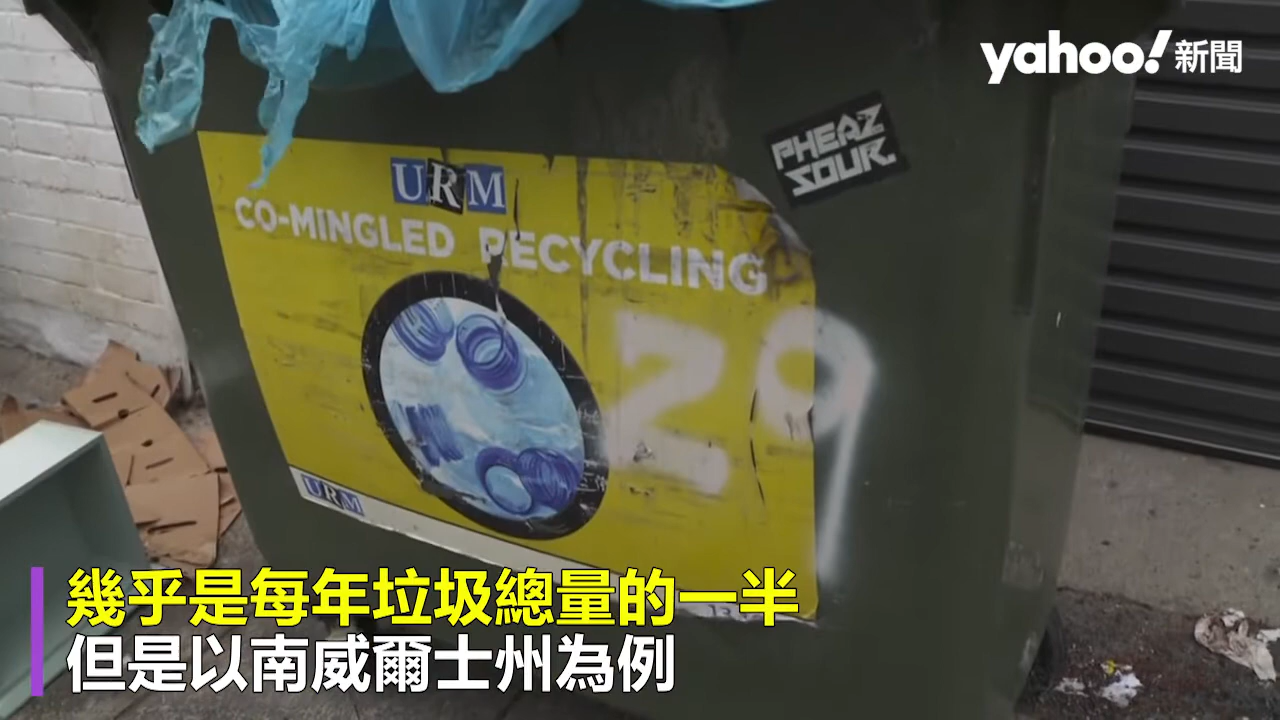 yahoo!新聞
PHEAZ
SOUR.
URM
CO-MINGLED RECYCLING
29
URM
幾乎是每年垃圾總量的一半
但是以南威爾士州為例